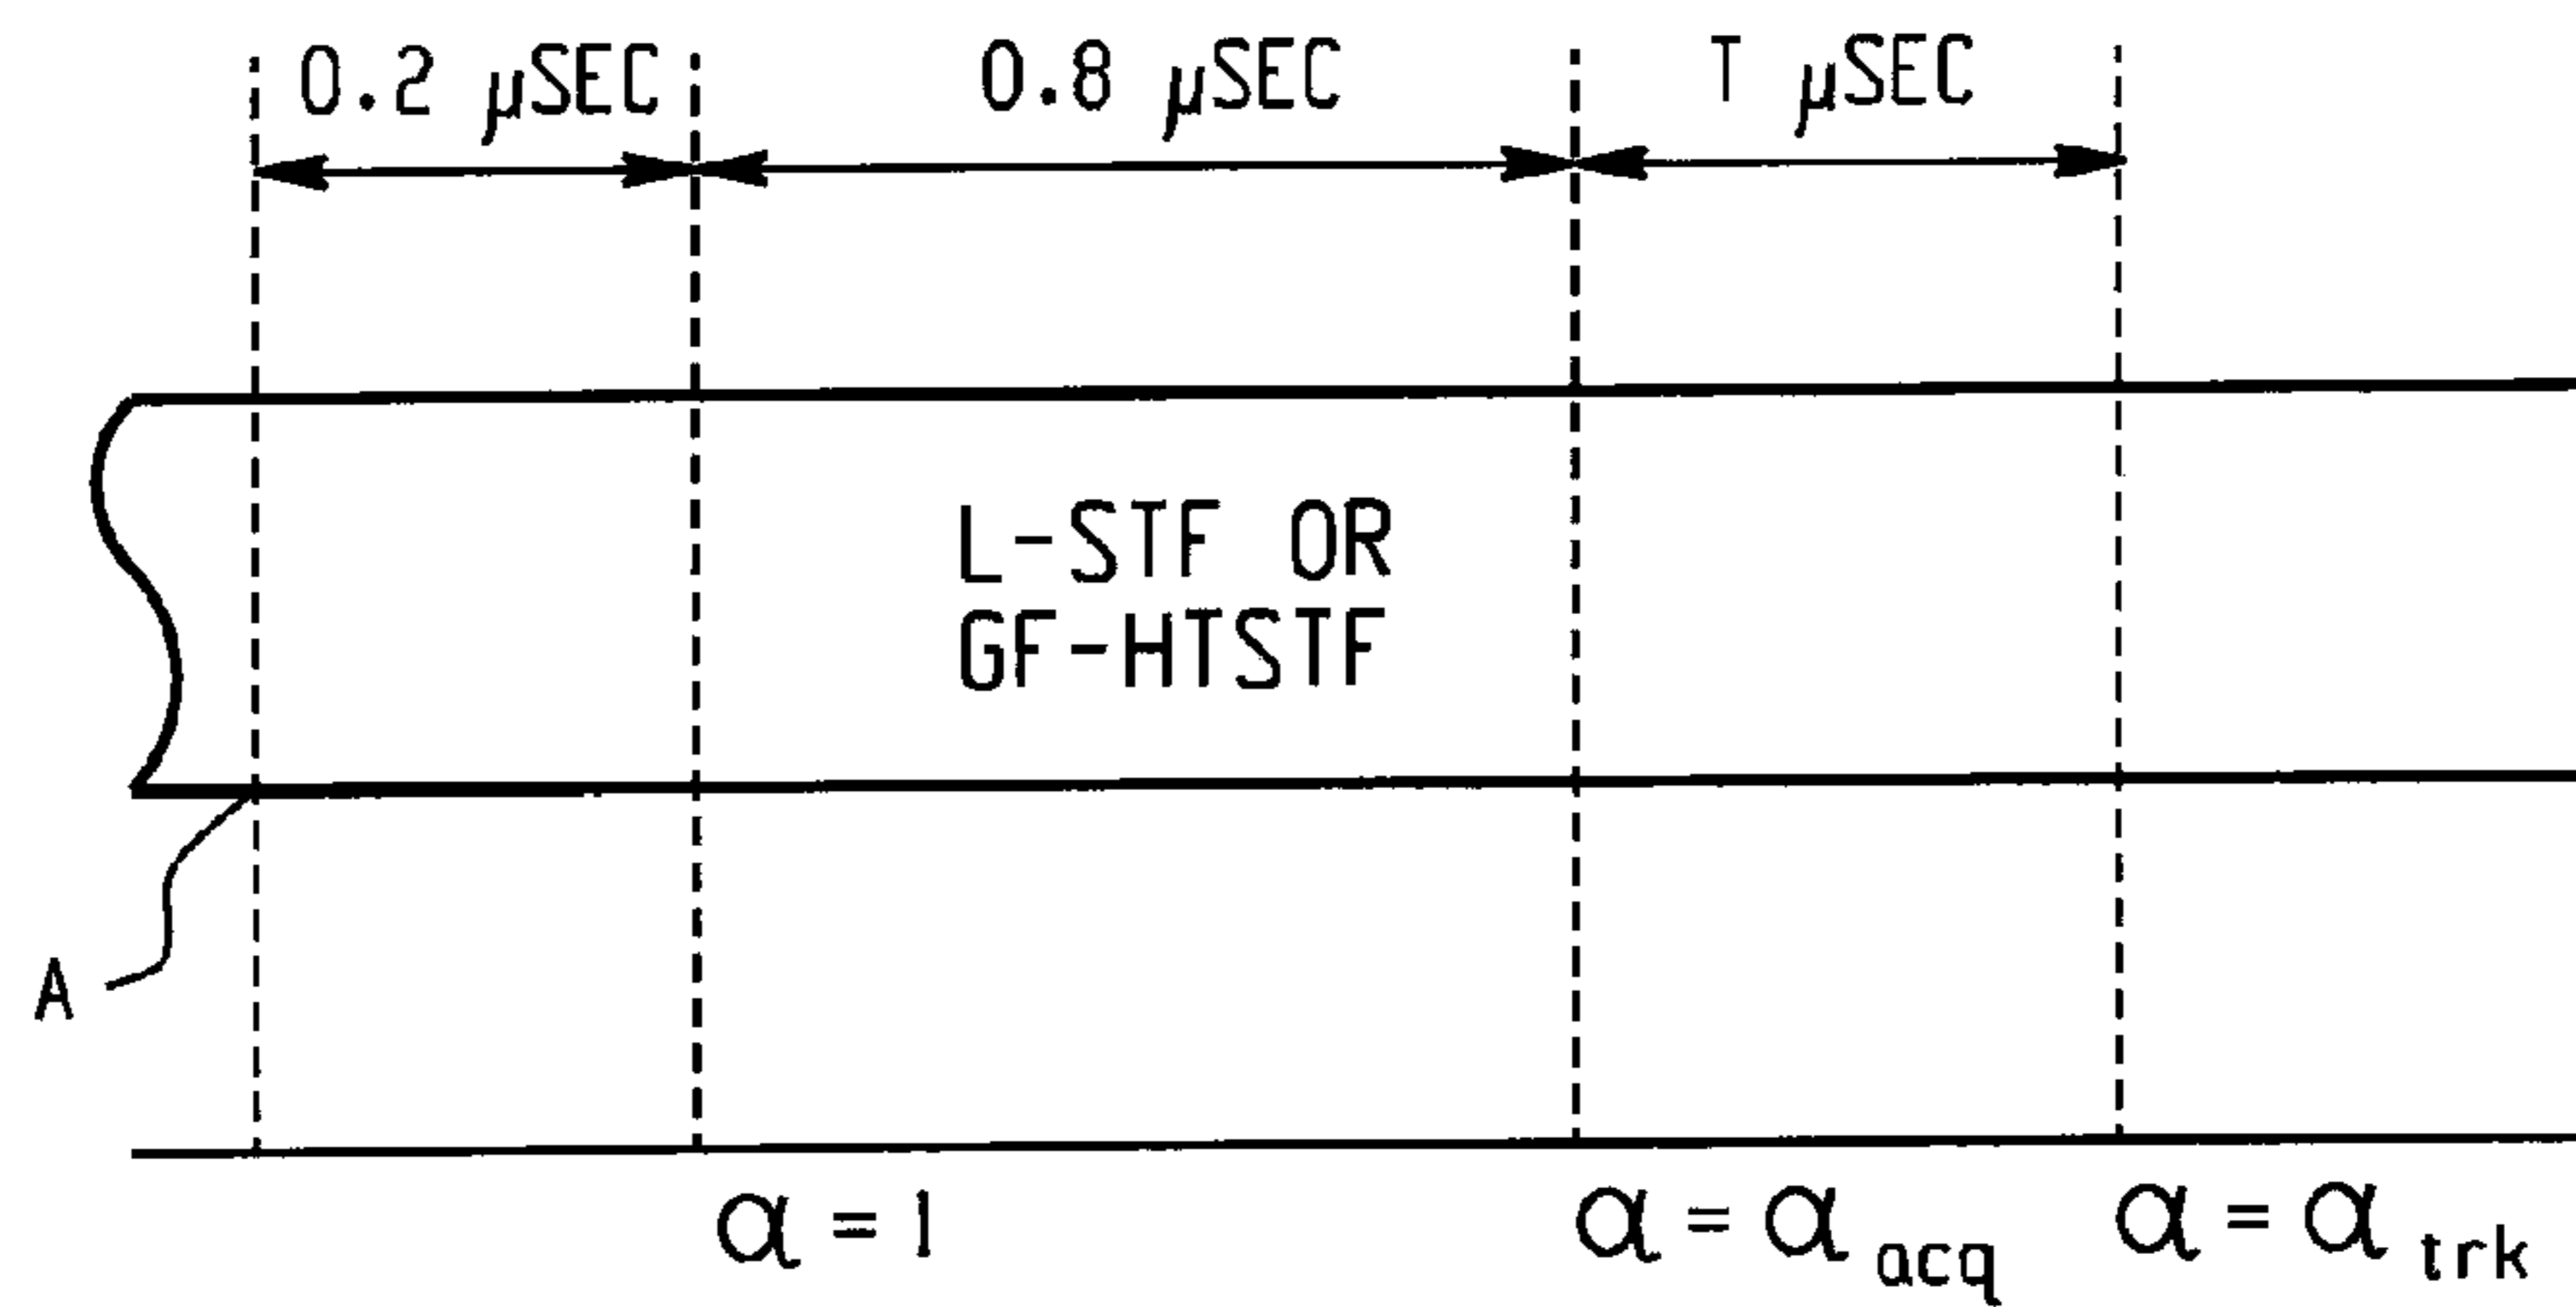 0.2 μSEC 0.8 μSEC T μSEC
L-STF OR
GF-HTSTF
A
α = 1 α = α acq α = α trk